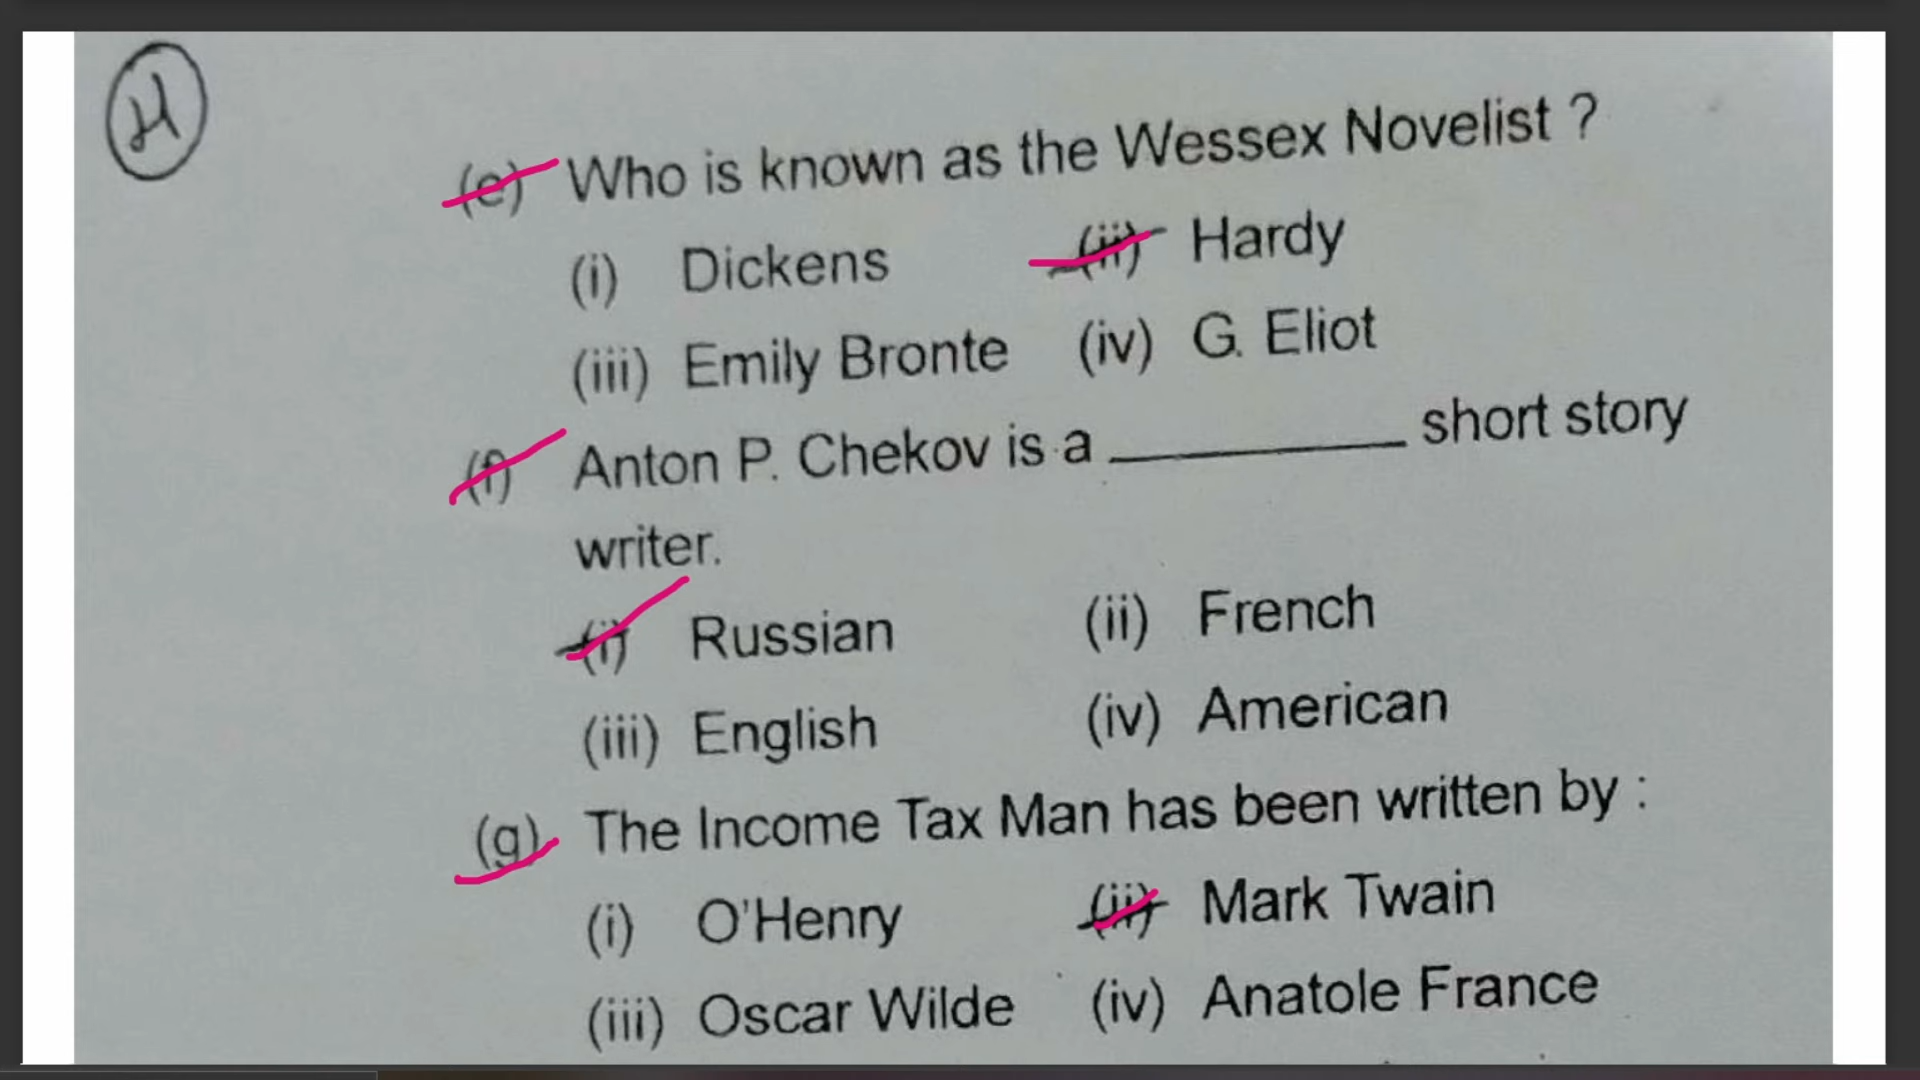 (e) Who is known as the Wessex Novelist ?
(i) Dickens (ii) Hardy
(iii) Emily Bronte (iv) G. Eliot
(f) Anton P. Chekov is a __________ short story
writer.
(i) Russian (ii) French
(iii) English (iv) American
(g) The Income Tax Man has been written by :
(i) O'Henry (ii) Mark Twain
(iii) Oscar Wilde (iv) Anatole France